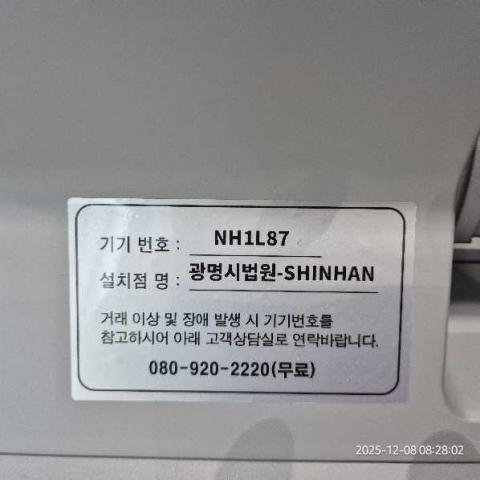 기기 번호 : NH1L87
설치점 명 : 광명시법원-SHINHAN
거래 이상 및 장애 발생 시 기기번호를
참고하시어 아래 고객상담실로 연락바랍니다.
080-920-2220(무료)
2025-12-08 08:28:02